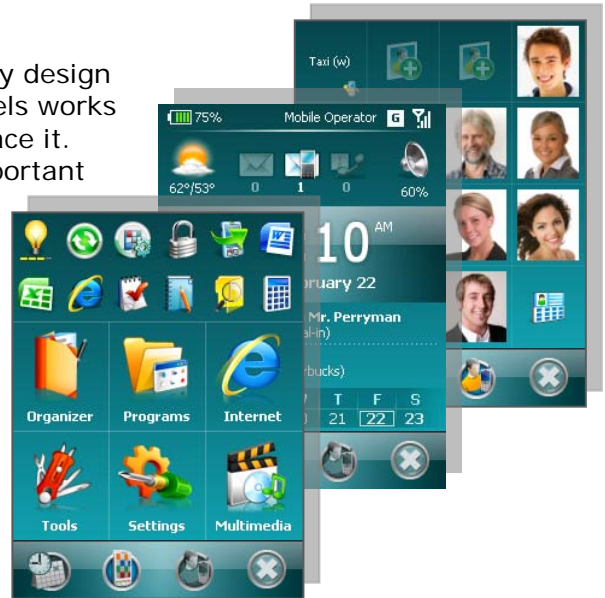 y design
els works
nce it.
portant
Taxi (w)
75% Mobile Operator G
62°/53° 0 1 0 60%
10 AM
ruary 22
Mr. Perryman
al-in)
rbucks)
T F S
21 22 23
Organizer Programs Internet
Tools Settings Multimedia